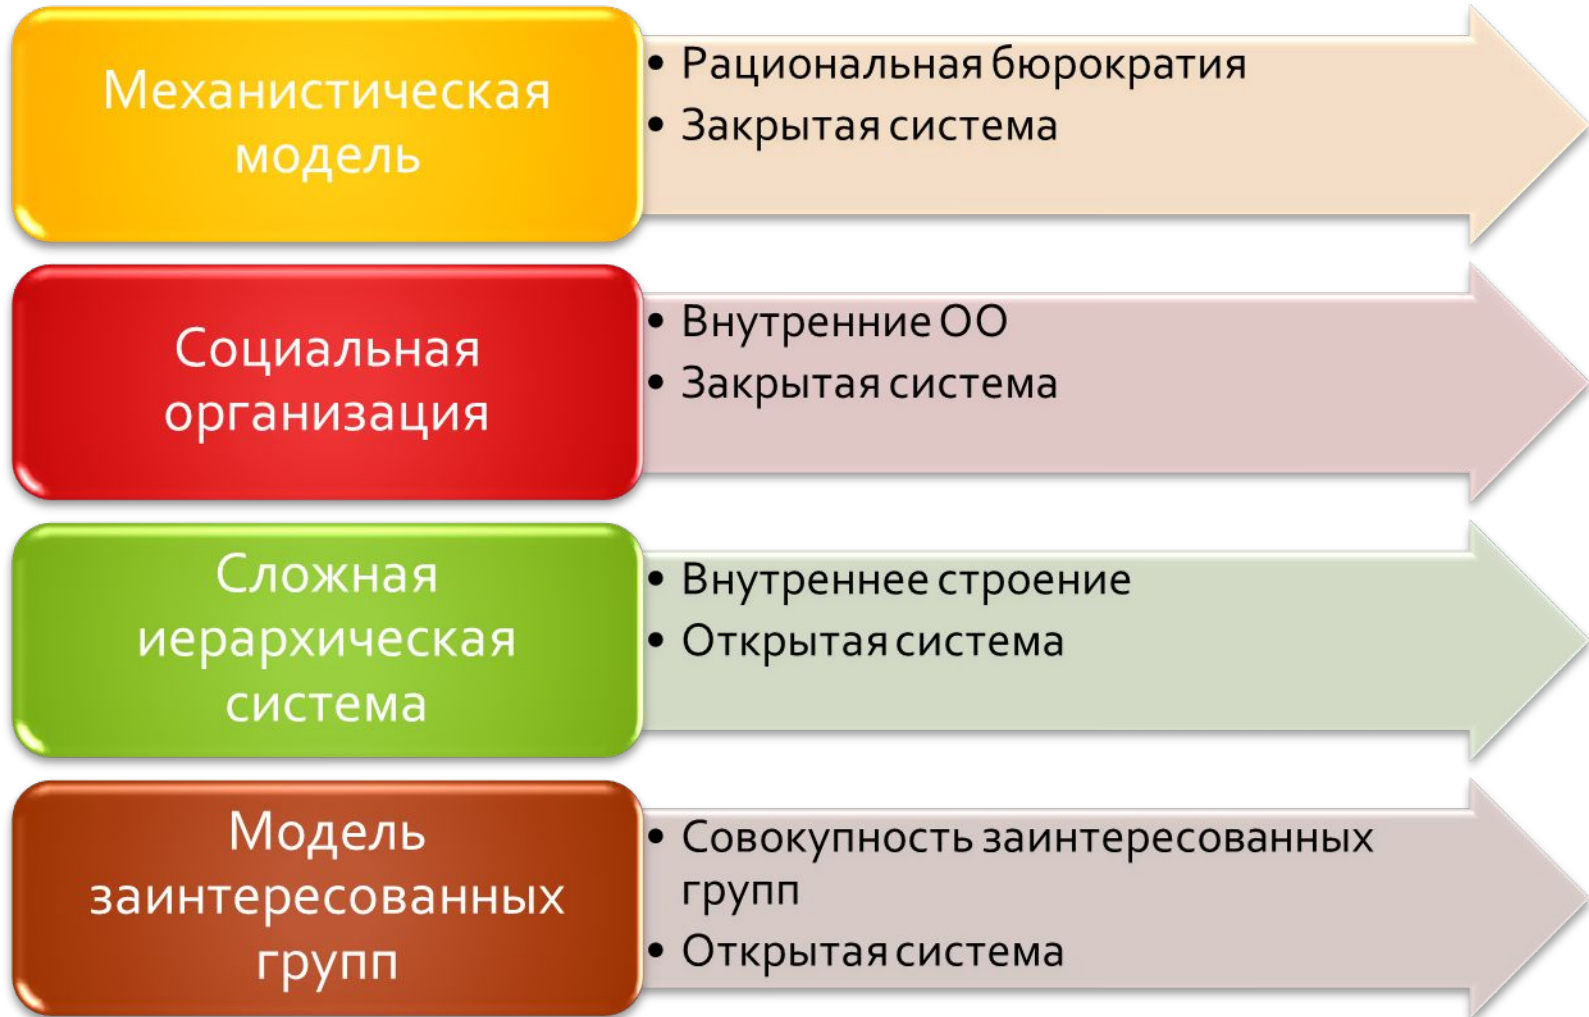 Механистическая
модель
• Рациональная бюрократия
• Закрытая система
Социальная
организация
• Внутренние ОО
• Закрытая система
Сложная
иерархическая
система
• Внутреннее строение
• Открытая система
Модель
заинтересованных
групп
• Совокупность заинтересованных
групп
• Открытая система